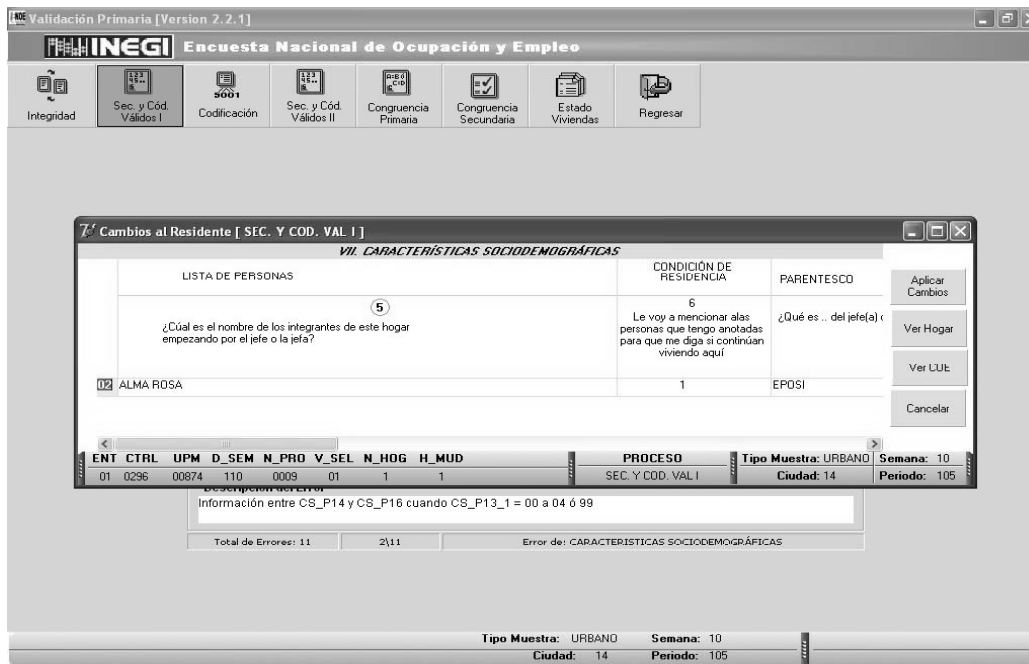 Validación Primaria [Version 2.2.1]
INEGI Encuesta Nacional de Ocupación y Empleo
Integridad
Sec. y Cód. Válidos I
Codificación
Sec. y Cód. Válidos II
Congruencia Primaria
Congruencia Secundaria
Estado Viviendas
Regresar
Cambios al Residente [ SEC. Y COD. VAL I ]
VII. CARACTERÍSTICAS SOCIODEMOGRÁFICAS
LISTA DE PERSONAS
CONDICIÓN DE
RESIDENCIA
PARENTESCO
5
¿Cúal es el nombre de los integrantes de este hogar
empezando por el jefe o la jefa?
6
Le voy a mencionar alas
personas que tengo anotadas
para que me diga si continúan
viviendo aquí
¿Qué es .. del jefe(a) c
02 ALMA ROSA 1 EPOSI
Aplicar
Cambios
Ver Hogar
Ver CUE
Cancelar
ENT CTRL UPM D_SEM N_PRO V_SEL N_HOG H_MUD
01 0296 00874 110 0009 01 1 1
PROCESO
SEC. Y COD. VAL I
Tipo Muestra: URBANO Semana: 10
Ciudad: 14 Periodo: 105
Descripción del Error
Información entre CS_P14 y CS_P16 cuando CS_P13_1 = 00 a 04 ó 99
Total de Errores: 11 2\11 Error de: CARACTERISTICAS SOCIODEMOGRÁFICAS
Tipo Muestra: URBANO Semana: 10
Ciudad: 14 Periodo: 105